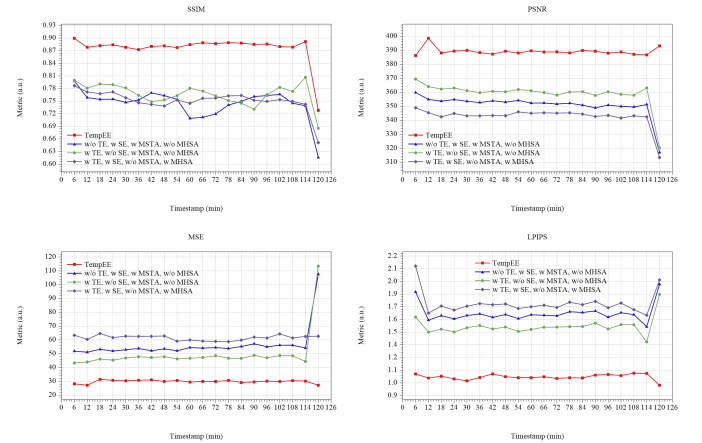 SSIM
0.93
0.89
0.84
0.80
0.76
0.72
0.68
0.63
0.60
Metric (a.u.)
TempEE
w/o TE, w SE, w MSTA, w/o MHSA
w TE, w/o SE, w MSTA, w/o MHSA
w TE, w SE, w/o MSTA, w MHSA
0 6 12 18 24 30 36 42 48 54 60 66 72 78 84 90 96 102 108 114 120 126
Timestamp (min)
PSNR
400
390
380
370
360
350
340
330
320
310
Metric (a.u.)
TempEE
w/o TE, w SE, w MSTA, w/o MHSA
w TE, w/o SE, w MSTA, w/o MHSA
w TE, w SE, w/o MSTA, w MHSA
0 6 12 18 24 30 36 42 48 54 60 66 72 78 84 90 96 102 108 114 120 126
Timestamp (min)
MSE
120
110
100
90
80
70
60
50
40
30
20
Metric (a.u.)
TempEE
w/o TE, w SE, w MSTA, w/o MHSA
w TE, w/o SE, w MSTA, w/o MHSA
w TE, w SE, w/o MSTA, w MHSA
0 6 12 18 24 30 36 42 48 54 60 66 72 78 84 90 96 102 108 114 120 126
Timestamp (min)
LPIPS
2.2
2.1
1.9
1.8
1.7
1.6
1.5
1.4
1.3
1.1
1.0
0.9
Metric (a.u.)
TempEE
w/o TE, w SE, w MSTA, w/o MHSA
w TE, w/o SE, w MSTA, w/o MHSA
w TE, w SE, w/o MSTA, w MHSA
0 6 12 18 24 30 36 42 48 54 60 66 72 78 84 90 96 102 108 114 120 126
Timestamp (min)